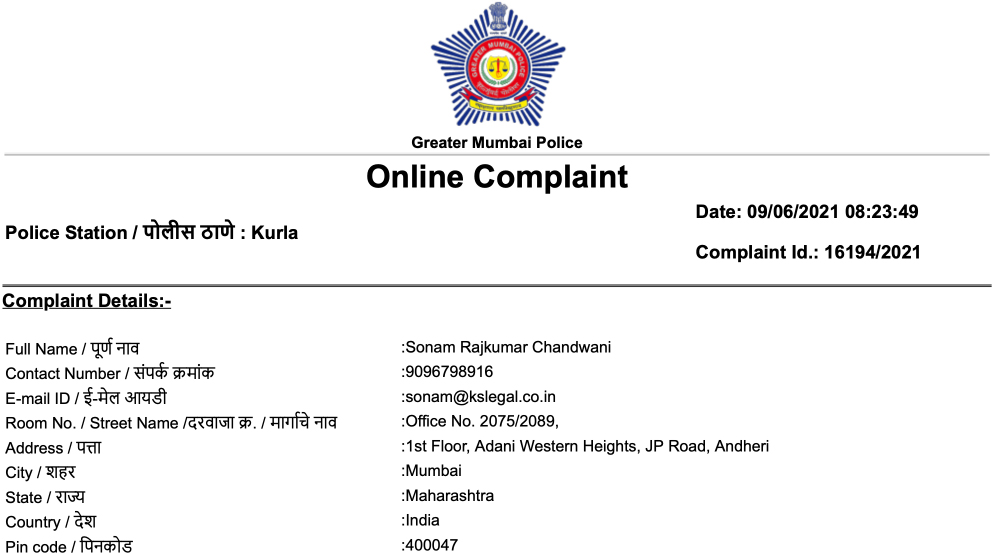 GREATER MUMBAI POLICE
Greater Mumbai Police
Online Complaint
Date: 09/06/2021 08:23:49
Police Station / पोलीस ठाणे : Kurla
Complaint Id.: 16194/2021
Complaint Details:-
Full Name / पूर्ण नाव :Sonam Rajkumar Chandwani
Contact Number / संपर्क क्रमांक :9096798916
E-mail ID / ई-मेल आयडी :sonam@kslegal.co.in
Room No. / Street Name /दरवाजा क्र. / मार्गाचे नाव :Office No. 2075/2089,
Address / पत्ता :1st Floor, Adani Western Heights, JP Road, Andheri
City / शहर :Mumbai
State / राज्य :Maharashtra
Country / देश :India
Pin code / पिनकोड :400047